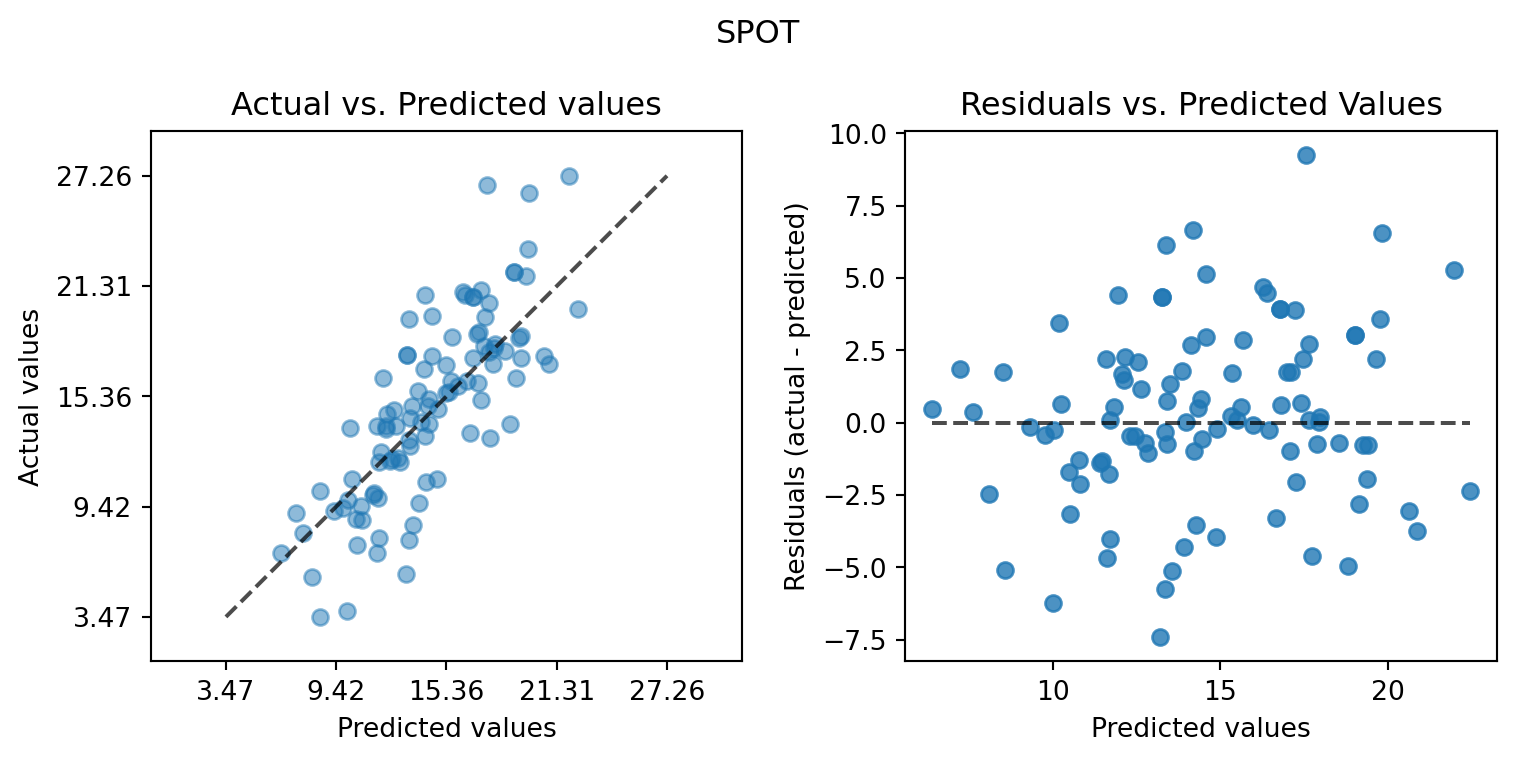 SPOT
Actual vs. Predicted values
27.26
21.31
15.36
9.42
3.47
Actual values
3.47 9.42 15.36 21.31 27.26
Predicted values
Residuals vs. Predicted Values
10.0
7.5
5.0
2.5
0.0
−2.5
−5.0
−7.5
Residuals (actual - predicted)
10 15 20
Predicted values